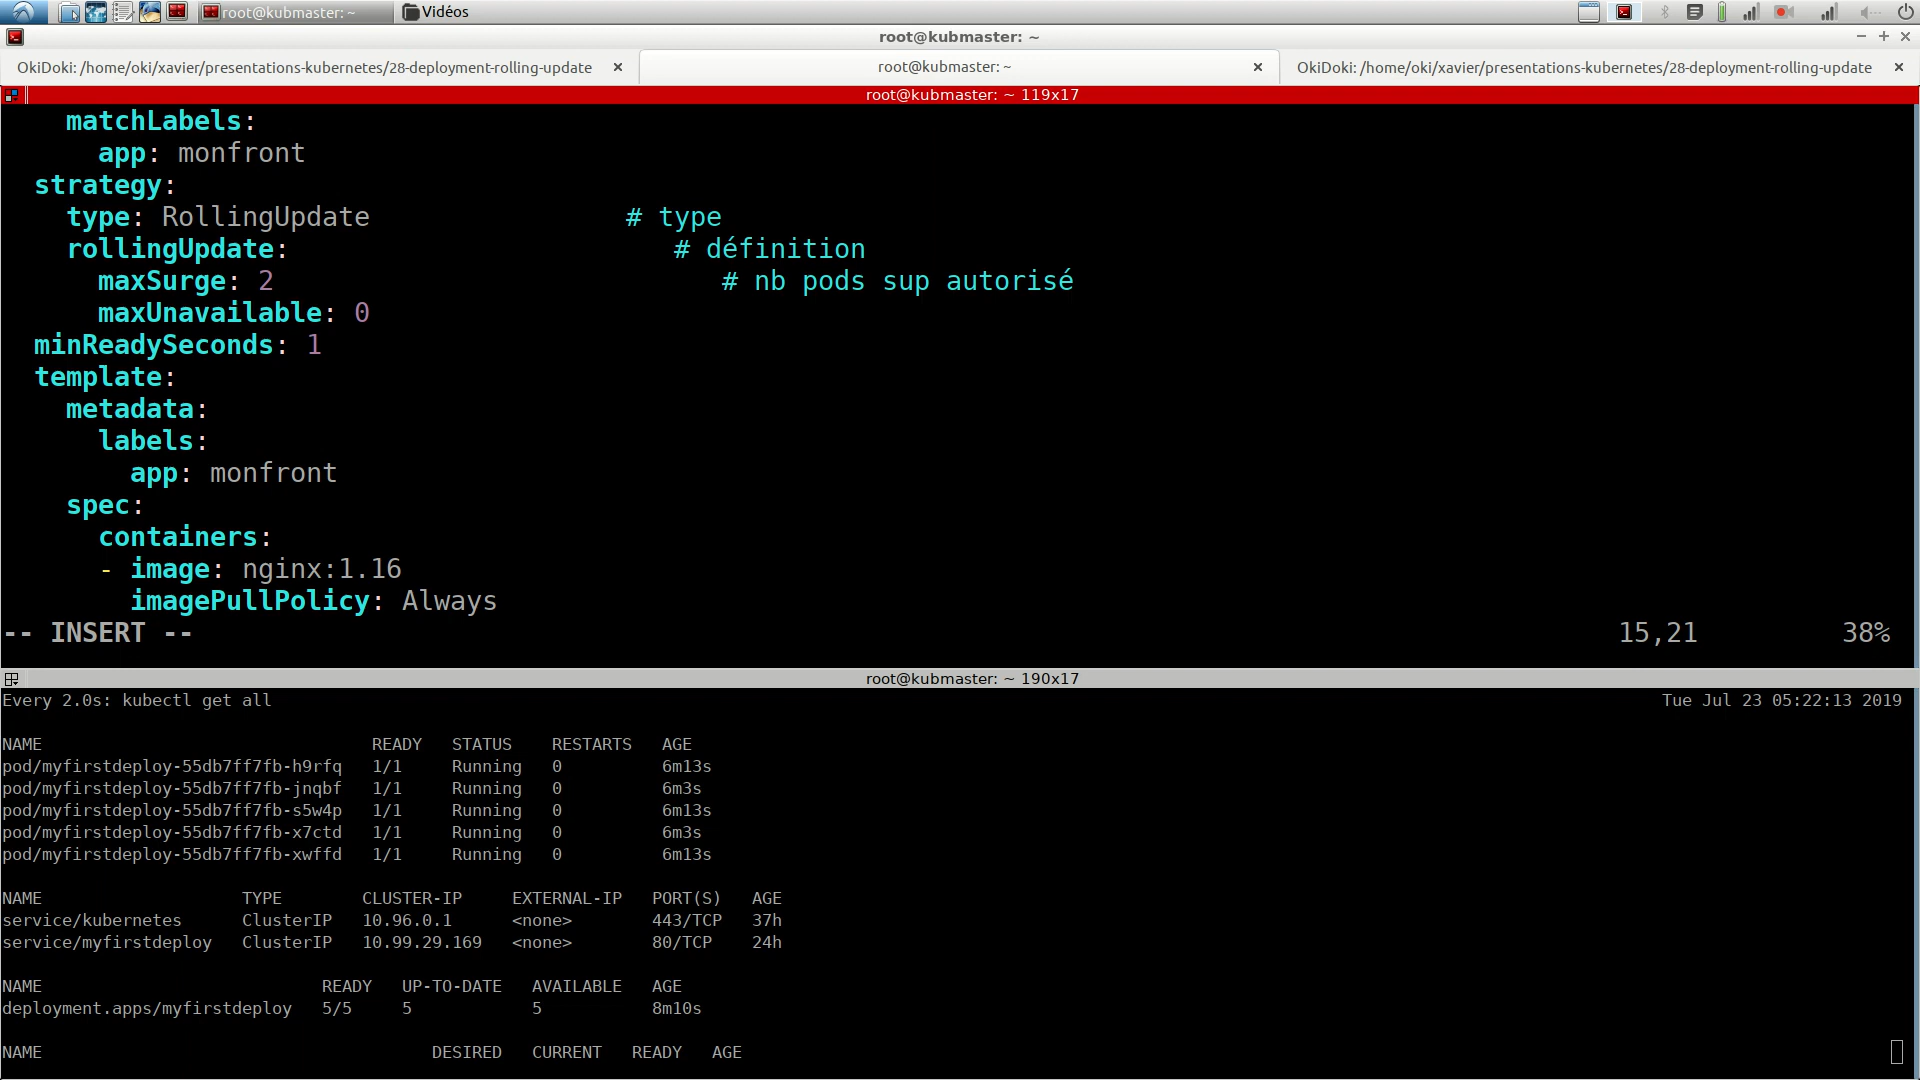 root@kubmaster: ~
Vidéos
root@kubmaster: ~
OkiDoki: /home/oki/xavier/presentations-kubernetes/28-deployment-rolling-update
root@kubmaster: ~
OkiDoki: /home/oki/xavier/presentations-kubernetes/28-deployment-rolling-update
root@kubmaster: ~ 119x17
matchLabels:
app: monfront
strategy:
type: RollingUpdate # type
rollingUpdate: # définition
maxSurge: 2 # nb pods sup autorisé
maxUnavailable: 0
minReadySeconds: 1
template:
metadata:
labels:
app: monfront
spec:
containers:
- image: nginx:1.16
imagePullPolicy: Always
-- INSERT -- 15,21 38%
root@kubmaster: ~ 190x17
Every 2.0s: kubectl get all Tue Jul 23 05:22:13 2019
NAME READY STATUS RESTARTS AGE
pod/myfirstdeploy-55db7ff7fb-h9rfq 1/1 Running 0 6m13s
pod/myfirstdeploy-55db7ff7fb-jnqbf 1/1 Running 0 6m3s
pod/myfirstdeploy-55db7ff7fb-s5w4p 1/1 Running 0 6m13s
pod/myfirstdeploy-55db7ff7fb-x7ctd 1/1 Running 0 6m3s
pod/myfirstdeploy-55db7ff7fb-xwffd 1/1 Running 0 6m13s
NAME TYPE CLUSTER-IP EXTERNAL-IP PORT(S) AGE
service/kubernetes ClusterIP 10.96.0.1 <none> 443/TCP 37h
service/myfirstdeploy ClusterIP 10.99.29.169 <none> 80/TCP 24h
NAME READY UP-TO-DATE AVAILABLE AGE
deployment.apps/myfirstdeploy 5/5 5 5 8m10s
NAME DESIRED CURRENT READY AGE